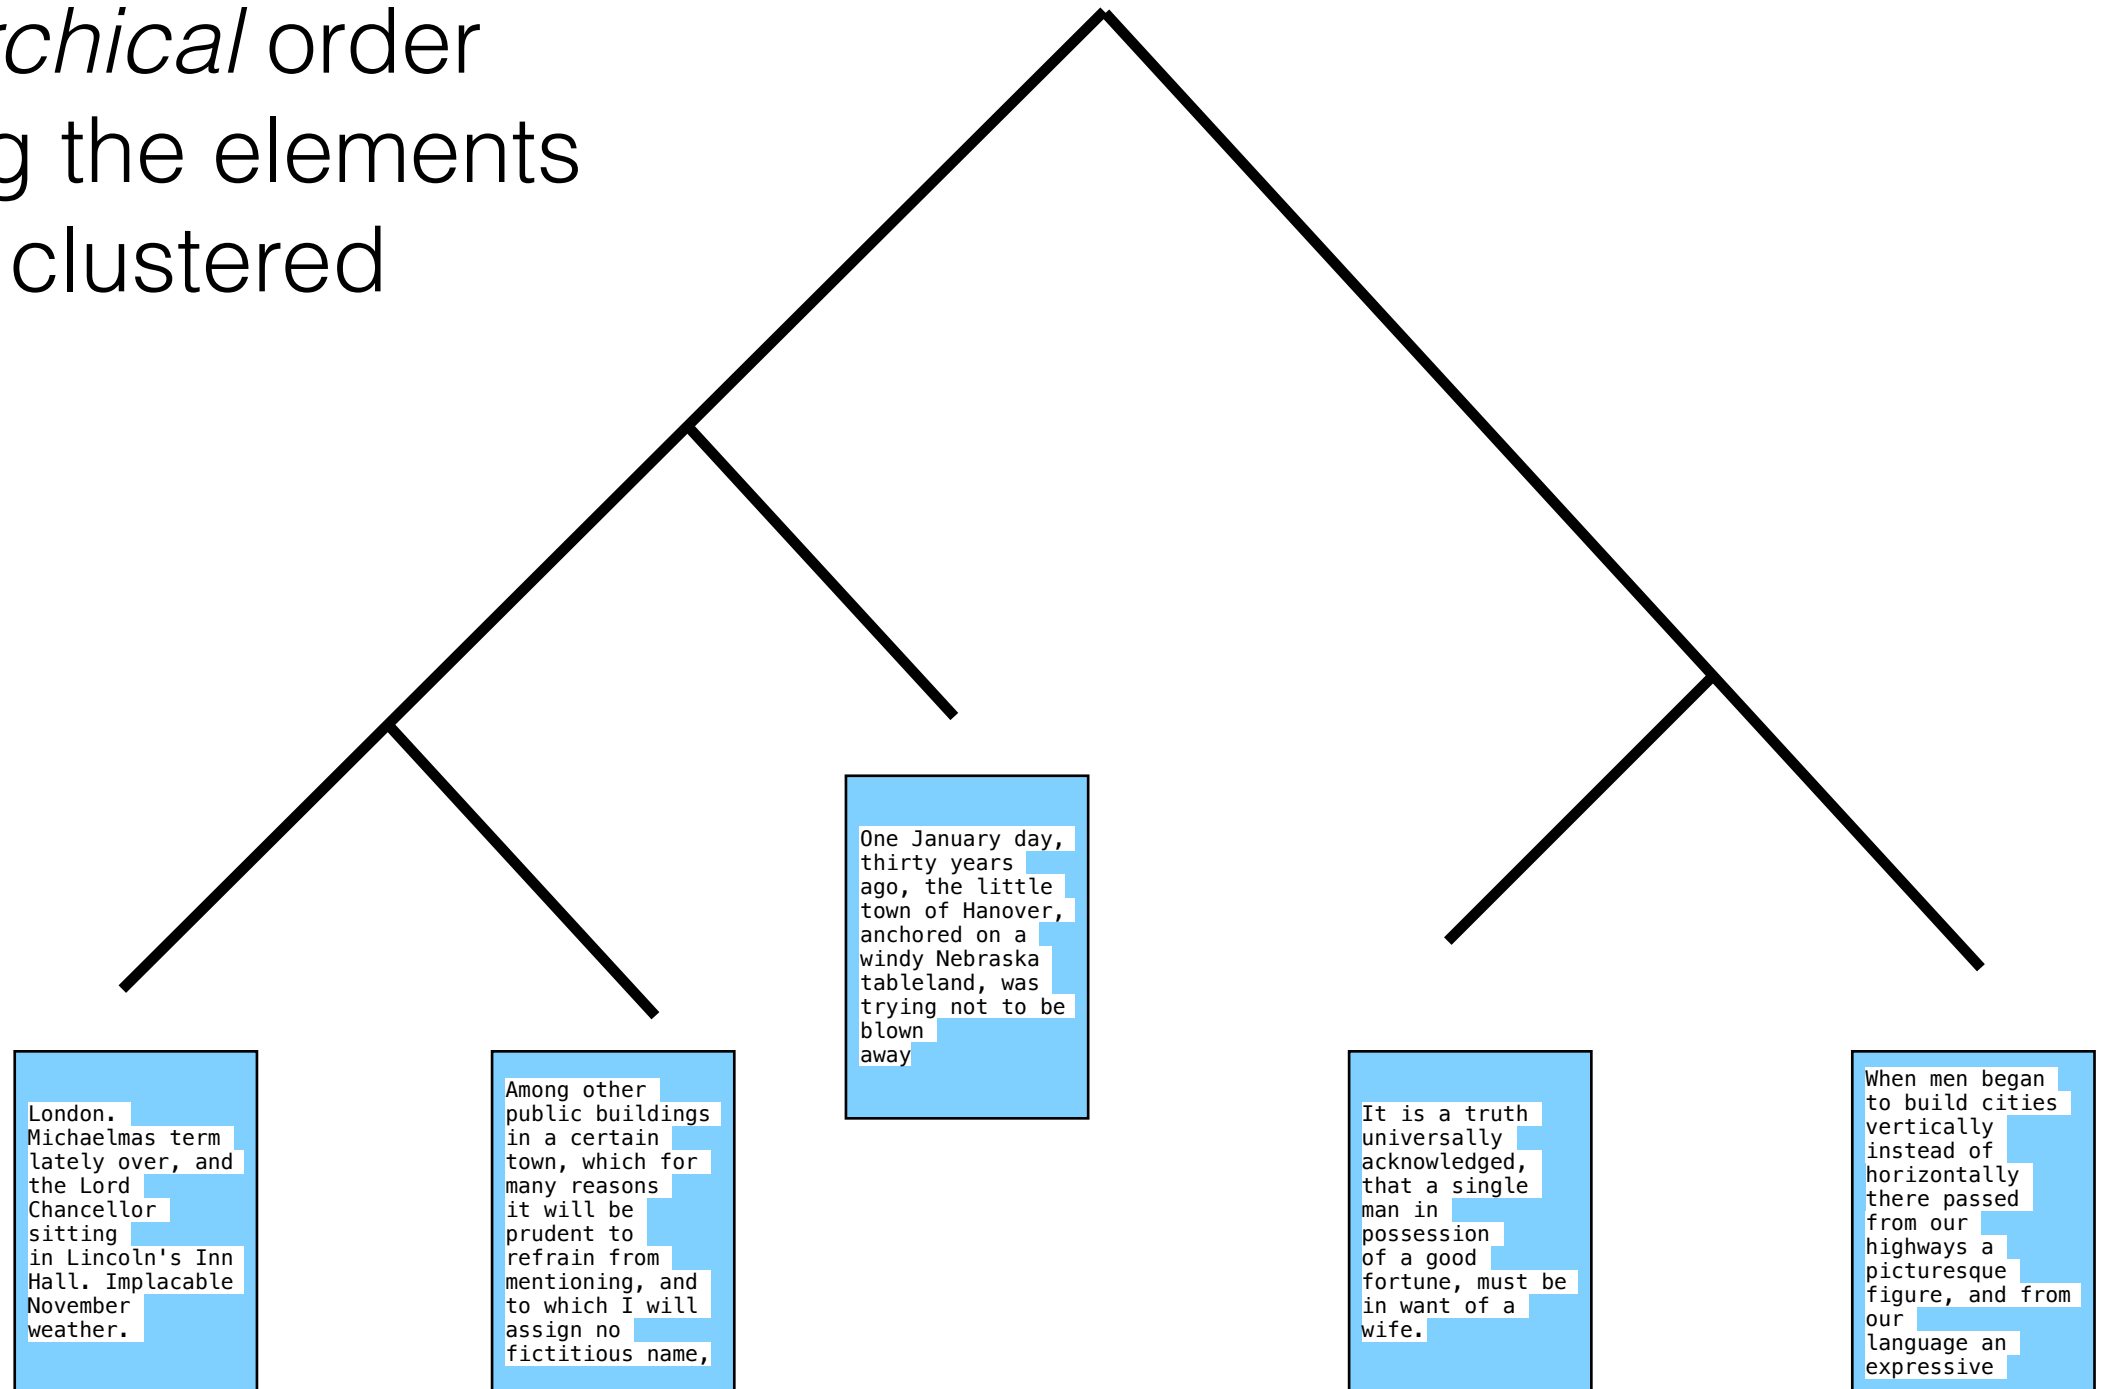 rchical order
g the elements
clustered
One January day,
thirty years
ago, the little
town of Hanover,
anchored on a
windy Nebraska
tableland, was
trying not to be
blown
away
London.
Michaelmas term
lately over, and
the Lord
Chancellor
sitting
in Lincoln's Inn
Hall. Implacable
November
weather.
Among other
public buildings
in a certain
town, which for
many reasons
it will be
prudent to
refrain from
mentioning, and
to which I will
assign no
fictitious name,
It is a truth
universally
acknowledged,
that a single
man in
possession
of a good
fortune, must be
in want of a
wife.
When men began
to build cities
vertically
instead of
horizontally
there passed
from our
highways a
picturesque
figure, and from
our
language an
expressive